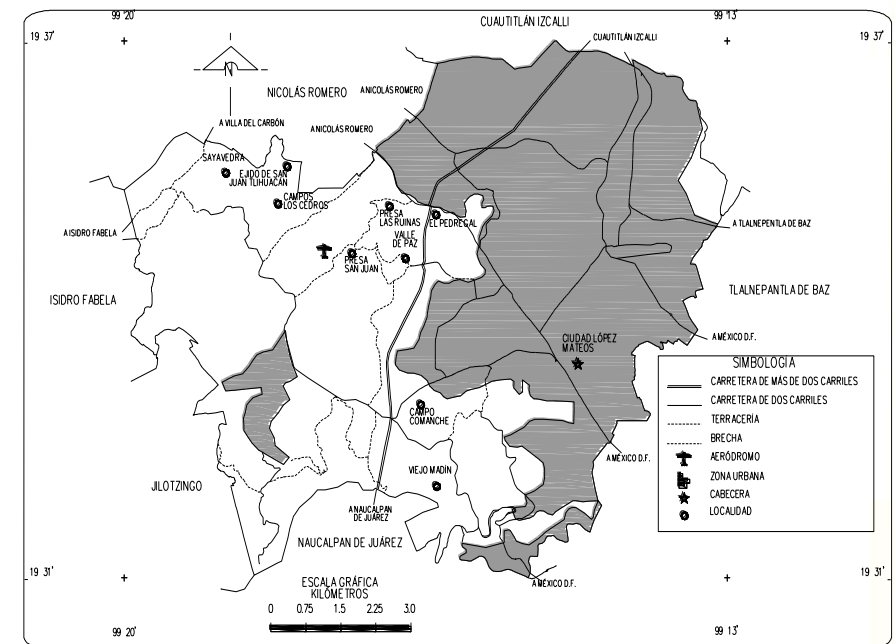 CUAUTITLÁN IZCALLI
99 20'
99 13'
19 37'
19 37'
CUAUTITLÁN IZCALLI
N
NICOLÁS ROMERO
A NICOLÁS ROMERO
A VILLA DEL CARBÓN
A NICOLÁS ROMERO
SAYAVEDRA
EJIDO DE SAN
JUAN TLIHUACÁN
CAMPOS
LOS CEDROS
PRESA
LAS RUINAS
EL PEDREGAL
A TLALNEPENTLA DE BAZ
A ISIDRO FABELA
VALLE
DE PAZ
PRESA
SAN JUAN
TLALNEPANTLA DE BAZ
ISIDRO FABELA
A MÉXICO D.F.
CIUDAD LÓPEZ
MATEOS
SIMBOLOGÍA
CARRETERA DE MÁS DE DOS CARRILES
CARRETERA DE DOS CARRILES
TERRACERÍA
BRECHA
AERÓDROMO
ZONA URBANA
CABECERA
LOCALIDAD
CAMPO
COMANCHE
A MÉXICO D.F.
VIEJO MADÍN
JILOTZINGO
A NAUCALPAN
DE JUÁREZ
NAUCALPAN DE JUÁREZ
19 31'
19 31'
ESCALA GRÁFICA
KILÓMETROS
0 0.75 1.5 2.25 3.0
A MÉXICO D.F.
99 20'
99 13'